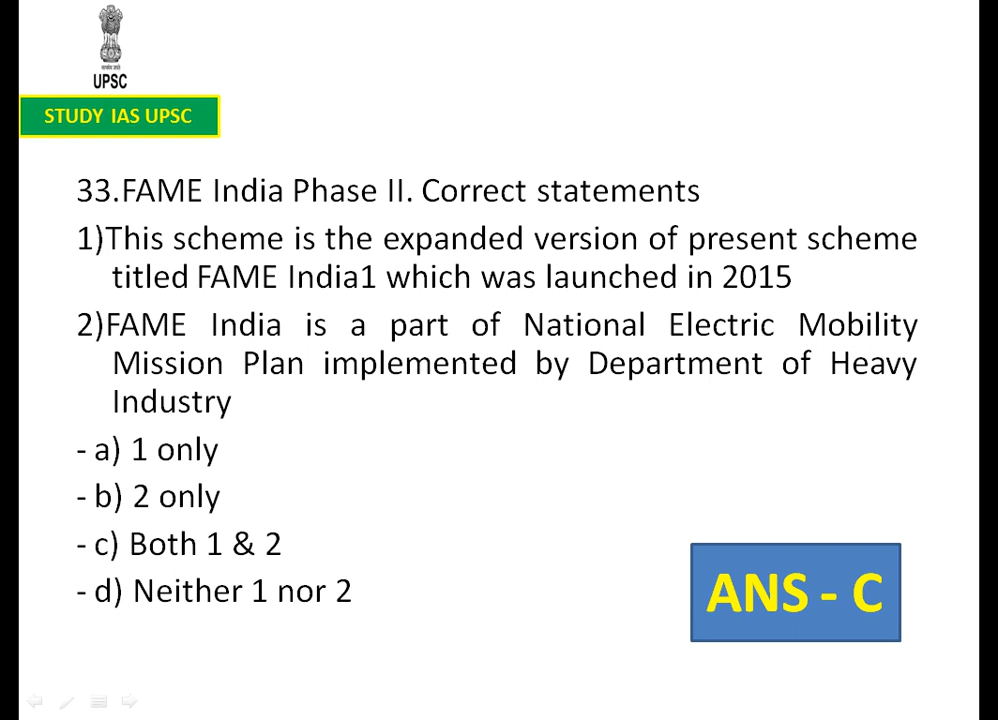 UPSC
STUDY IAS UPSC
33.FAME India Phase II. Correct statements
1)This scheme is the expanded version of present scheme
titled FAME India1 which was launched in 2015
2)FAME India is a part of National Electric Mobility
Mission Plan implemented by Department of Heavy
Industry
- a) 1 only
- b) 2 only
- c) Both 1 & 2
- d) Neither 1 nor 2
ANS - C